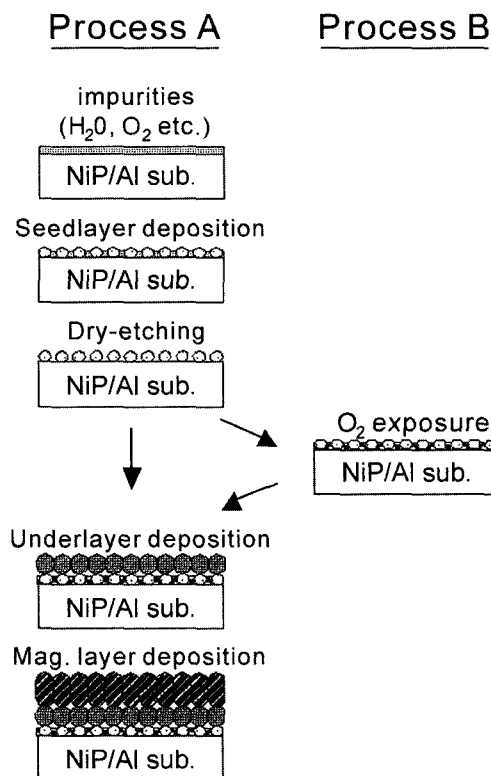 Process A
Process B
impurities
(H20, O2 etc.)
NiP/Al sub.
Seedlayer deposition
NiP/Al sub.
Dry-etching
NiP/Al sub.
O2 exposure
NiP/Al sub.
Underlayer deposition
NiP/Al sub.
Mag. layer deposition
NiP/Al sub.